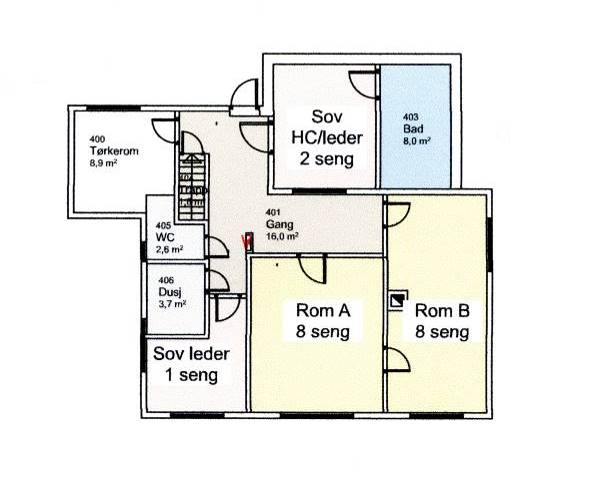 Sov
HC/leder
2 seng
403
Bad
8,0 m²
400
Tørkerom
8,9 m²
401
Gang
16,0 m²
405
WC
2,6 m²
406
Dusj
3,7 m²
Rom A
8 seng
Rom B
8 seng
Sov leder
1 seng